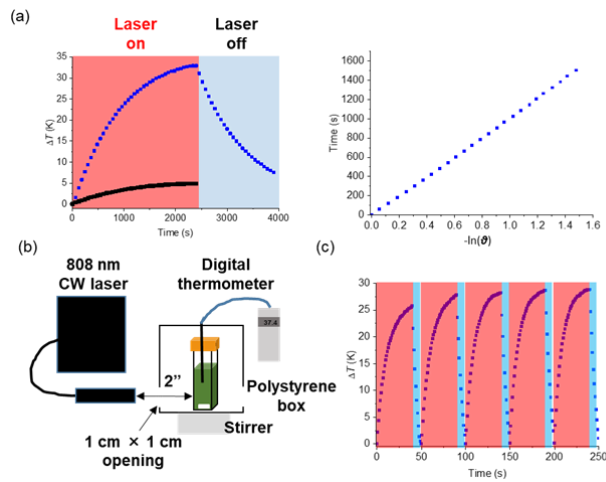 (a)
Laser on
Laser off
35
30
25
20
15
10
5
0
ΔT (K)
0 1000 2000 3000 4000
Time (s)
1600
1400
1200
1000
800
600
400
200
0
Time (s)
0.0 0.2 0.4 0.6 0.8 1.0 1.2 1.4 1.6
-ln(ϑ)
(b)
808 nm
CW laser
Digital
thermometer
37.4
2”
Polystyrene
box
Stirrer
1 cm × 1 cm
opening
(c)
30
25
20
15
10
5
0
ΔT (K)
0 50 100 150 200 250
Time (s)